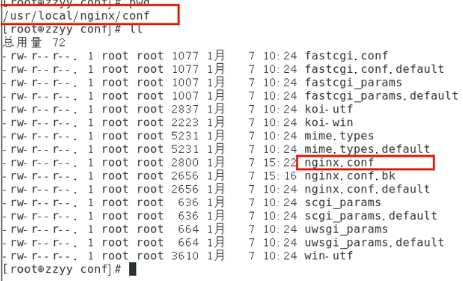 [root@zzyy conf]# pwd
/usr/local/nginx/conf
[root@zzyy conf]# ll
总用量 72
-rw-r--r--. 1 root root 1077 1月 7 10:24 fastcgi.conf
-rw-r--r--. 1 root root 1077 1月 7 10:24 fastcgi.conf.default
-rw-r--r--. 1 root root 1007 1月 7 10:24 fastcgi_params
-rw-r--r--. 1 root root 1007 1月 7 10:24 fastcgi_params.default
-rw-r--r--. 1 root root 2837 1月 7 10:24 koi-utf
-rw-r--r--. 1 root root 2223 1月 7 10:24 koi-win
-rw-r--r--. 1 root root 5231 1月 7 10:24 mime.types
-rw-r--r--. 1 root root 5231 1月 7 10:24 mime.types.default
-rw-r--r--. 1 root root 2800 1月 7 15:22 nginx.conf
-rw-r--r--. 1 root root 2656 1月 7 15:16 nginx.conf.bk
-rw-r--r--. 1 root root 2656 1月 7 10:24 nginx.conf.default
-rw-r--r--. 1 root root 636 1月 7 10:24 scgi_params
-rw-r--r--. 1 root root 636 1月 7 10:24 scgi_params.default
-rw-r--r--. 1 root root 664 1月 7 10:24 uwsgi_params
-rw-r--r--. 1 root root 664 1月 7 10:24 uwsgi_params.default
-rw-r--r--. 1 root root 3610 1月 7 10:24 win-utf
[root@zzyy conf]#